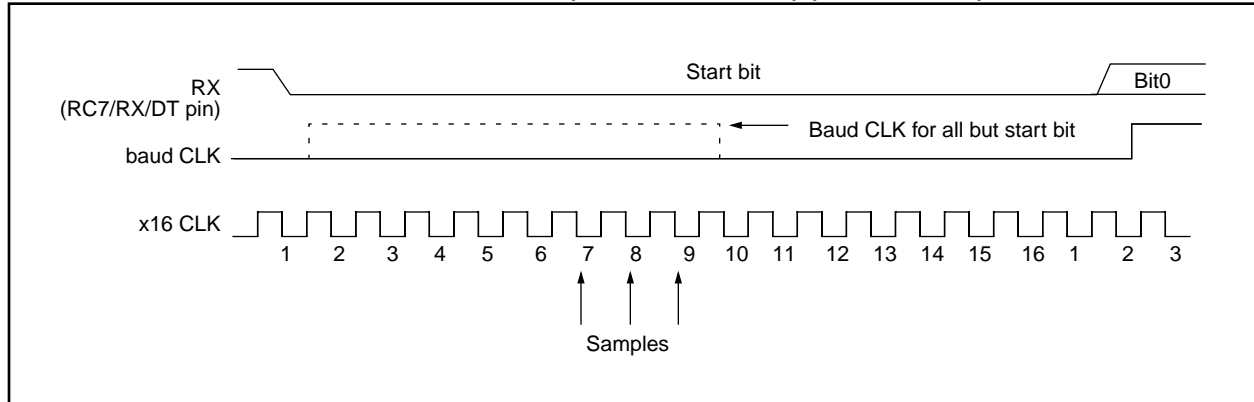 Start bit
Bit0
RX
(RC7/RX/DT pin)
Baud CLK for all but start bit
baud CLK
x16 CLK
1 2 3 4 5 6 7 8 9 10 11 12 13 14 15 16 1 2 3
Samples